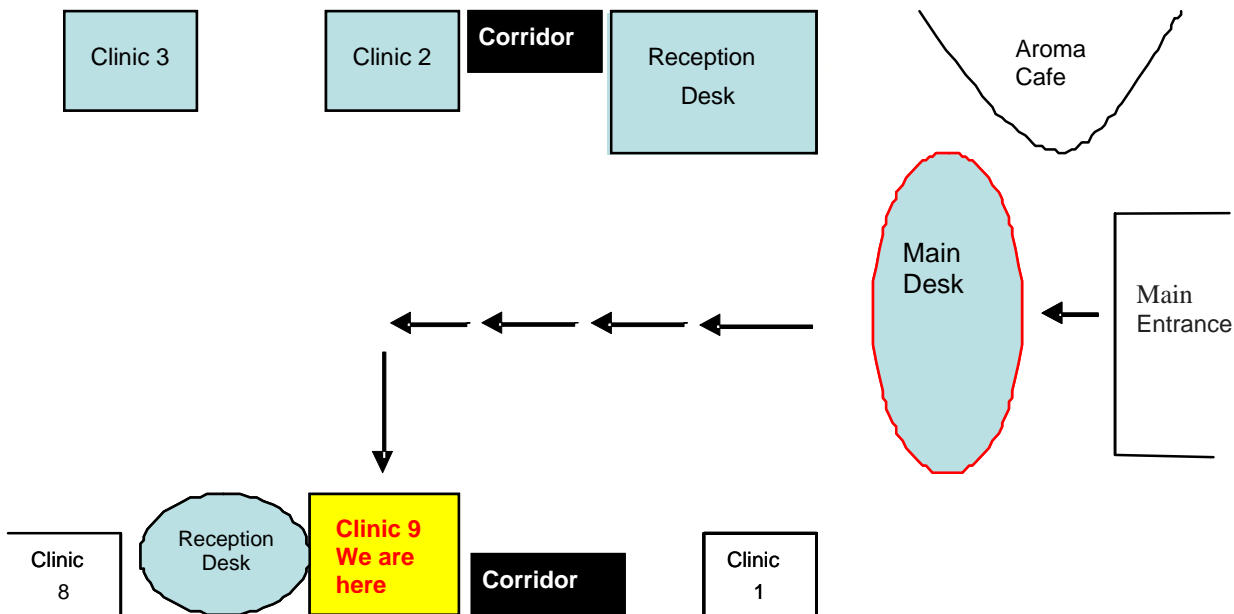 Clinic 3
Clinic 2
Corridor
Reception
Desk
Aroma
Cafe
Main
Desk
Main
Entrance
Clinic
8
Reception
Desk
Clinic 9
We are
here
Corridor
Clinic
1